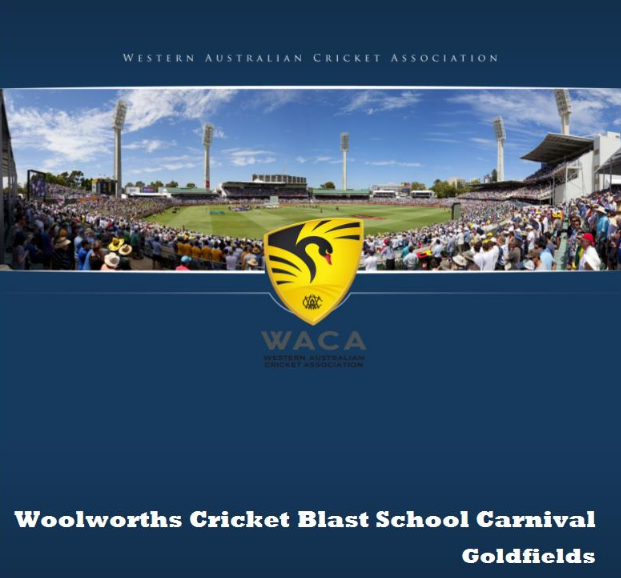 WESTERN AUSTRALIAN CRICKET ASSOCIATION
WACA
WESTERN AUSTRALIAN
CRICKET ASSOCIATION
Woolworths Cricket Blast School Carnival
Goldfields